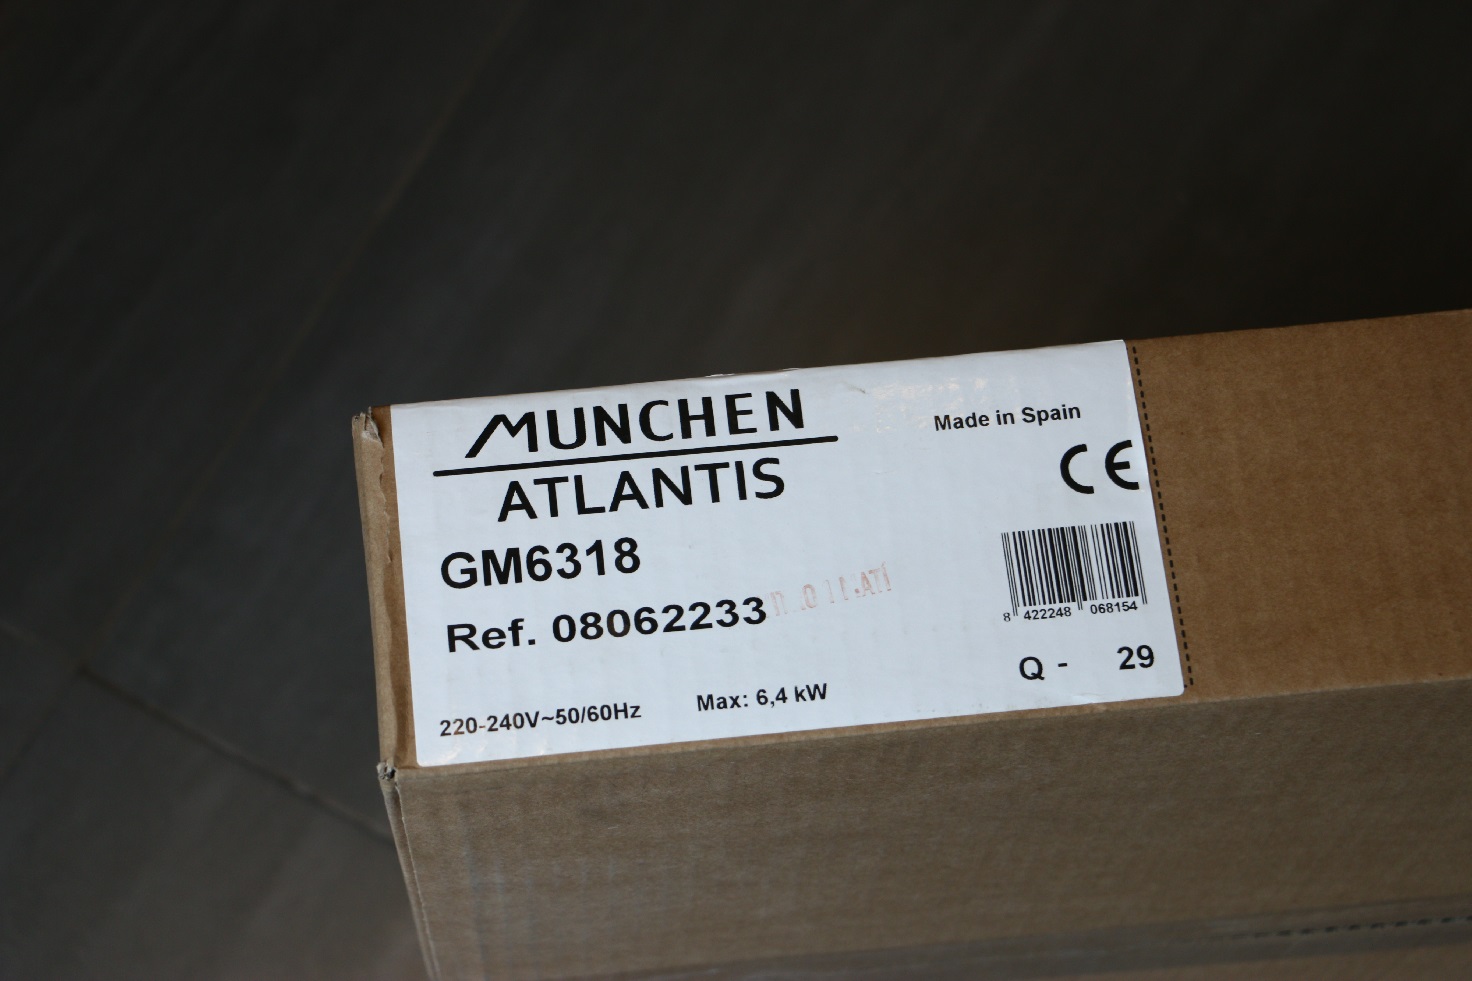 MUNCHEN
ATLANTIS
Made in Spain
CE
GM6318
Ref. 08062233
8 422248 068154
Q - 29
220-240V~50/60Hz Max: 6,4 kW